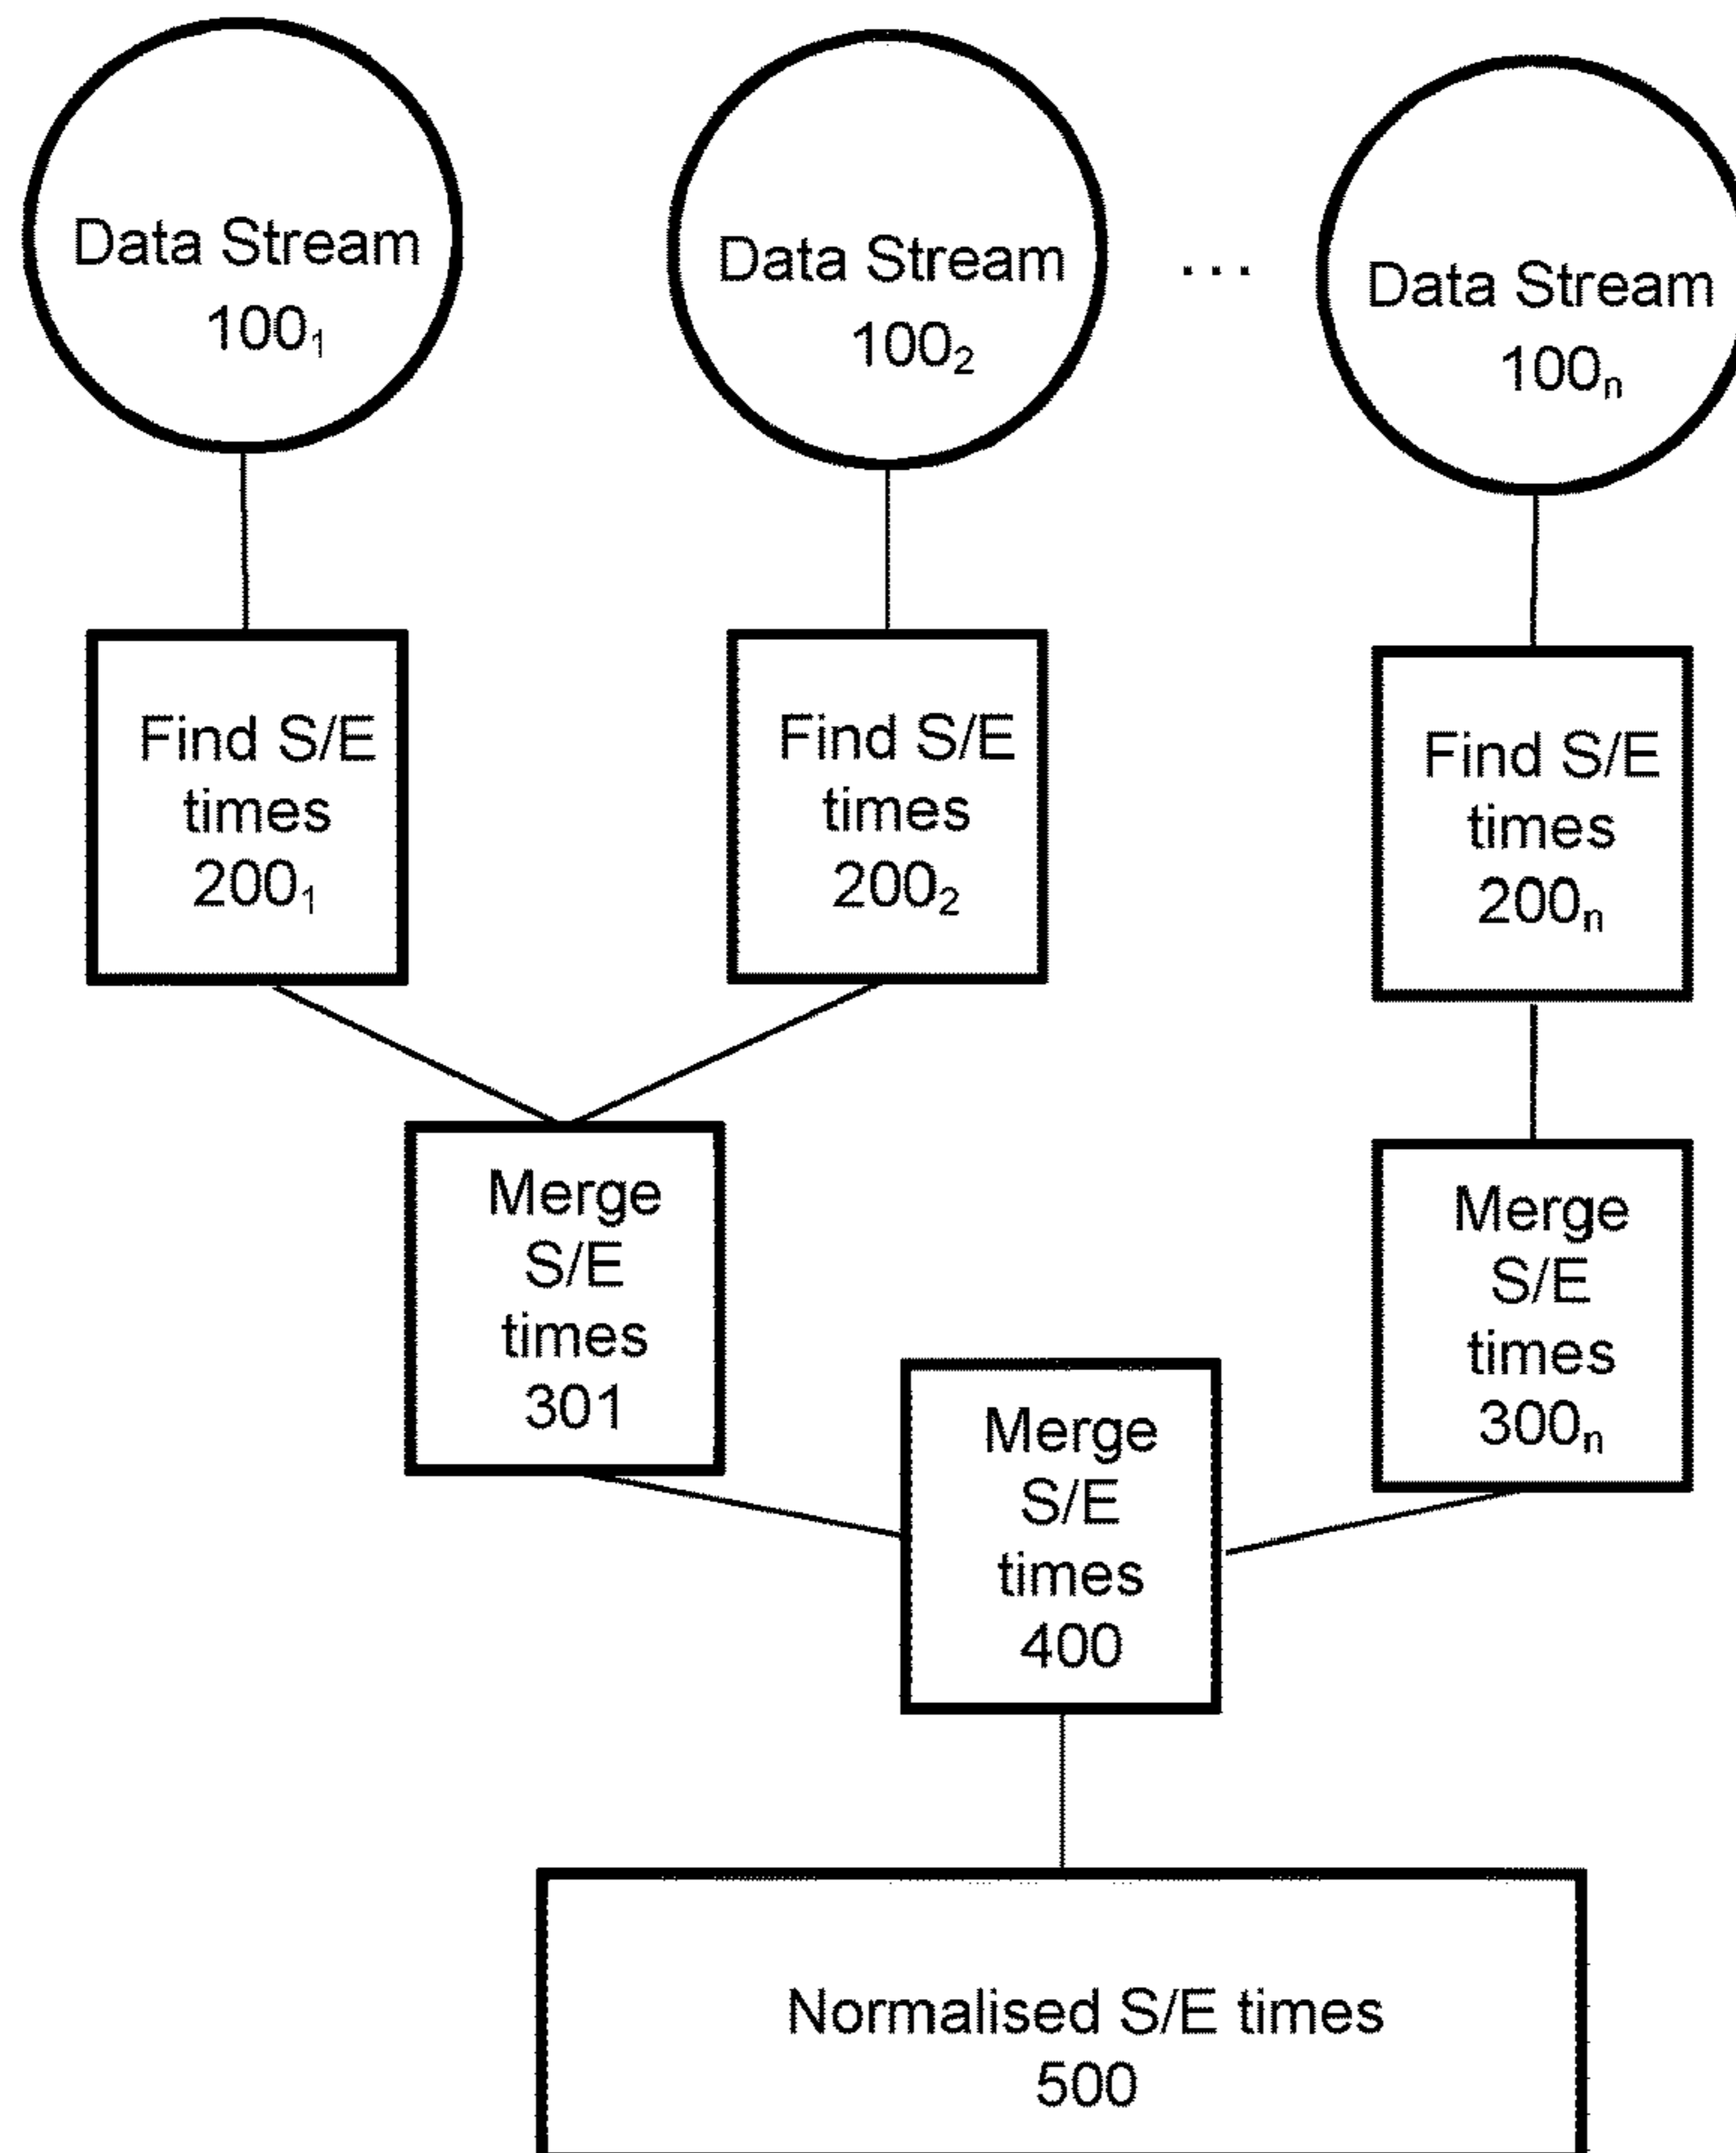 Data Stream
100₁
Data Stream
100₂
...
Data Stream
100ₙ
Find S/E
times
200₁
Find S/E
times
200₂
Find S/E
times
200ₙ
Merge
S/E
times
301
Merge
S/E
times
300ₙ
Merge
S/E
times
400
Normalised S/E times
500